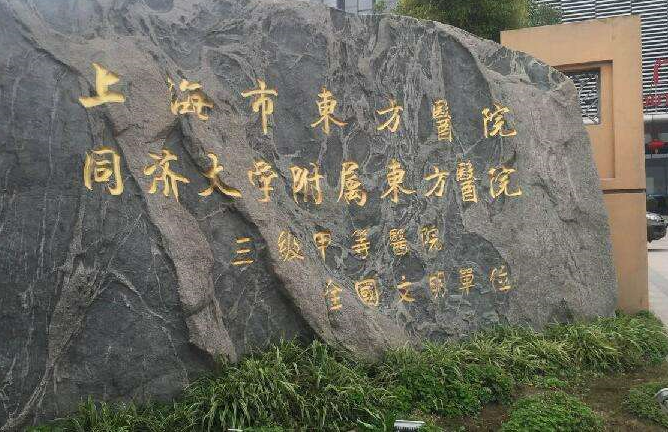 上海市東方醫院
同济大学附属東方醫院
三级甲等醫院
全國文明單位